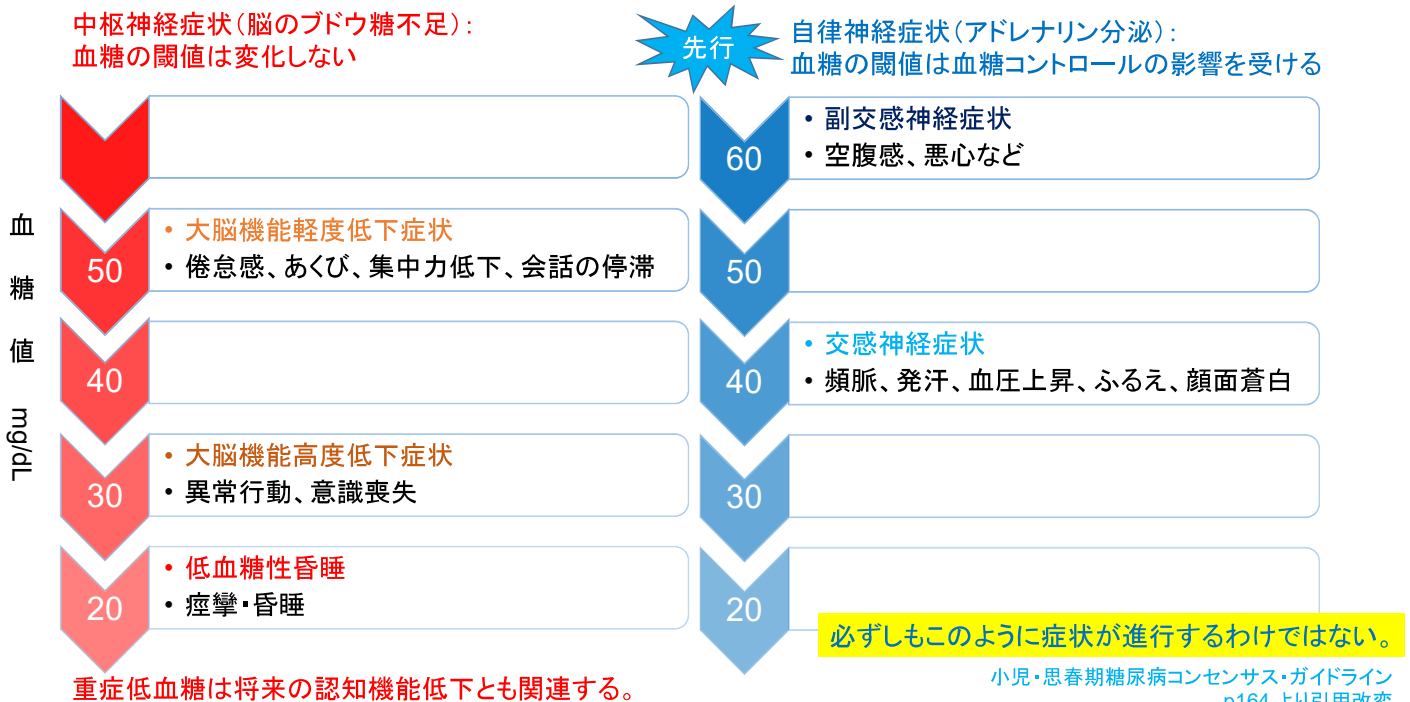 中枢神経症状（脳のブドウ糖不足）：
血糖の閾値は変化しない
先行
自律神経症状（アドレナリン分泌）：
血糖の閾値は血糖コントロールの影響を受ける
血糖値 mg/dL
50
• 大脳機能軽度低下症状
• 倦怠感、あくび、集中力低下、会話の停滞
40
30
• 大脳機能高度低下症状
• 異常行動、意識喪失
20
• 低血糖性昏睡
• 痙攣・昏睡
60
• 副交感神経症状
• 空腹感、悪心など
50
40
• 交感神経症状
• 頻脈、発汗、血圧上昇、ふるえ、顔面蒼白
30
20
必ずしもこのように症状が進行するわけではない。
重症低血糖は将来の認知機能低下とも関連する。
小児・思春期糖尿病コンセンサス・ガイドライン
p164 より引用改変